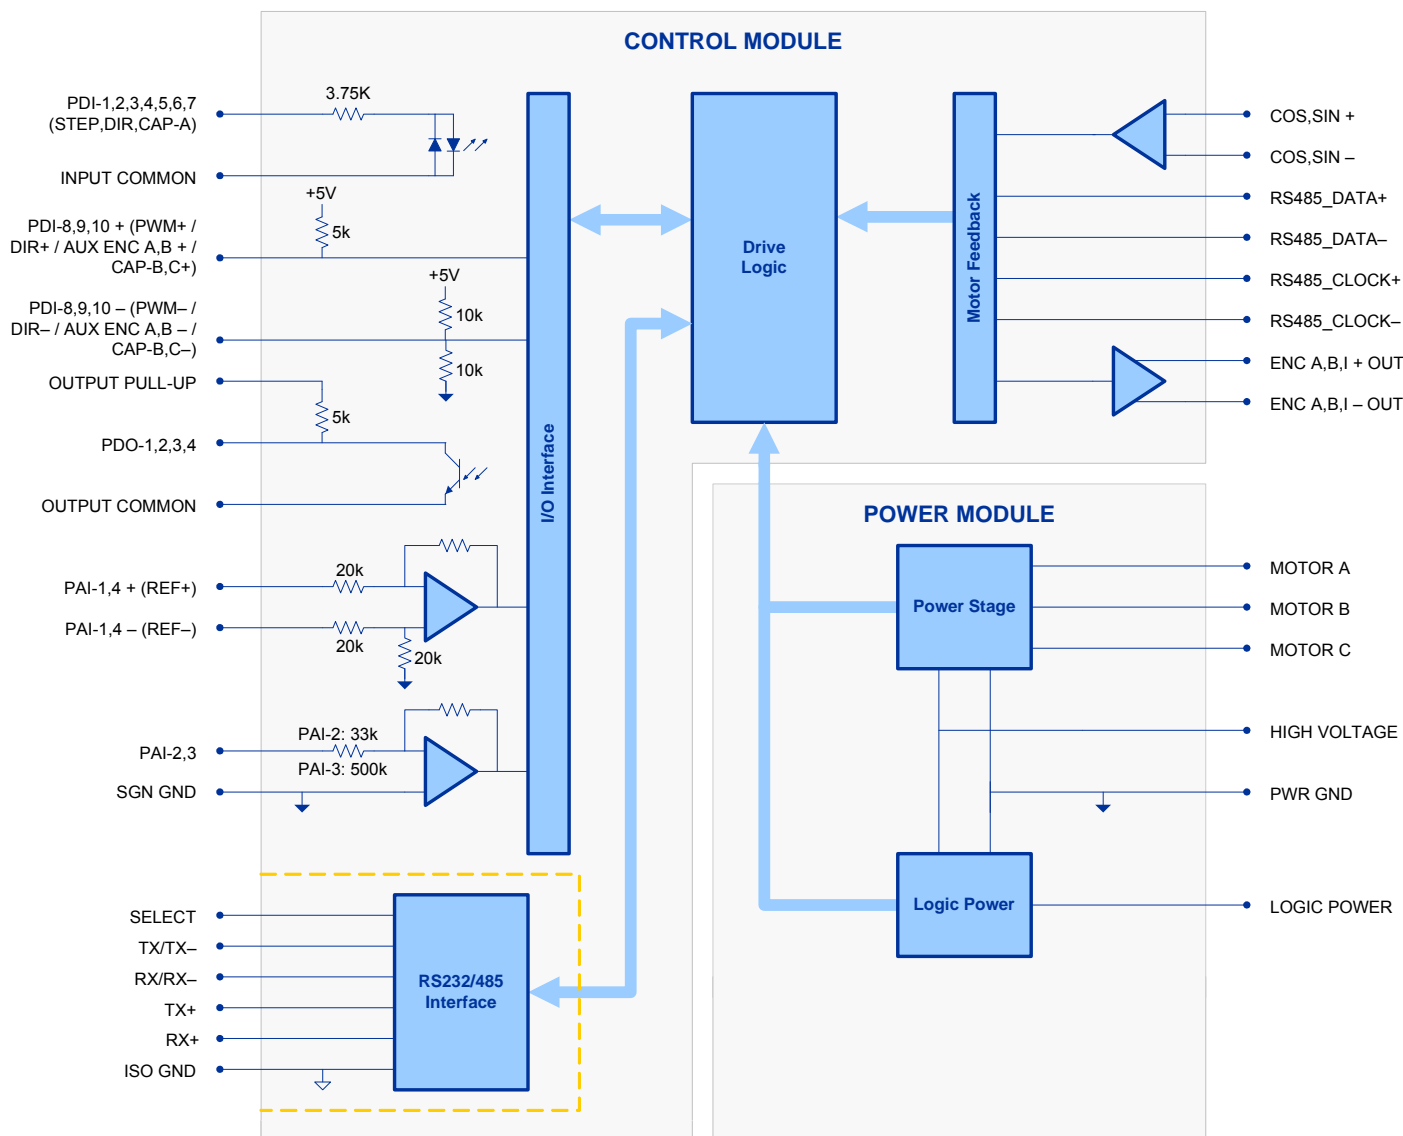 CONTROL MODULE
PDI-1,2,3,4,5,6,7
(STEP,DIR,CAP-A)
3.75K
INPUT COMMON
+5V
5k
PDI-8,9,10 + (PWM+ /
DIR+ / AUX ENC A,B + /
CAP-B,C+)
+5V
10k
PDI-8,9,10 – (PWM– /
DIR– / AUX ENC A,B – /
CAP-B,C–)
10k
OUTPUT PULL-UP
5k
PDO-1,2,3,4
OUTPUT COMMON
PAI-1,4 + (REF+)
20k
PAI-1,4 – (REF–)
20k
20k
PAI-2,3
PAI-2: 33k
PAI-3: 500k
SGN GND
I/O Interface
Drive
Logic
Motor Feedback
COS,SIN +
COS,SIN –
RS485_DATA+
RS485_DATA–
RS485_CLOCK+
RS485_CLOCK–
ENC A,B,I + OUT
ENC A,B,I – OUT
SELECT
TX/TX–
RX/RX–
TX+
RX+
ISO GND
RS232/485
Interface
POWER MODULE
Power Stage
MOTOR A
MOTOR B
MOTOR C
HIGH VOLTAGE
PWR GND
Logic Power
LOGIC POWER